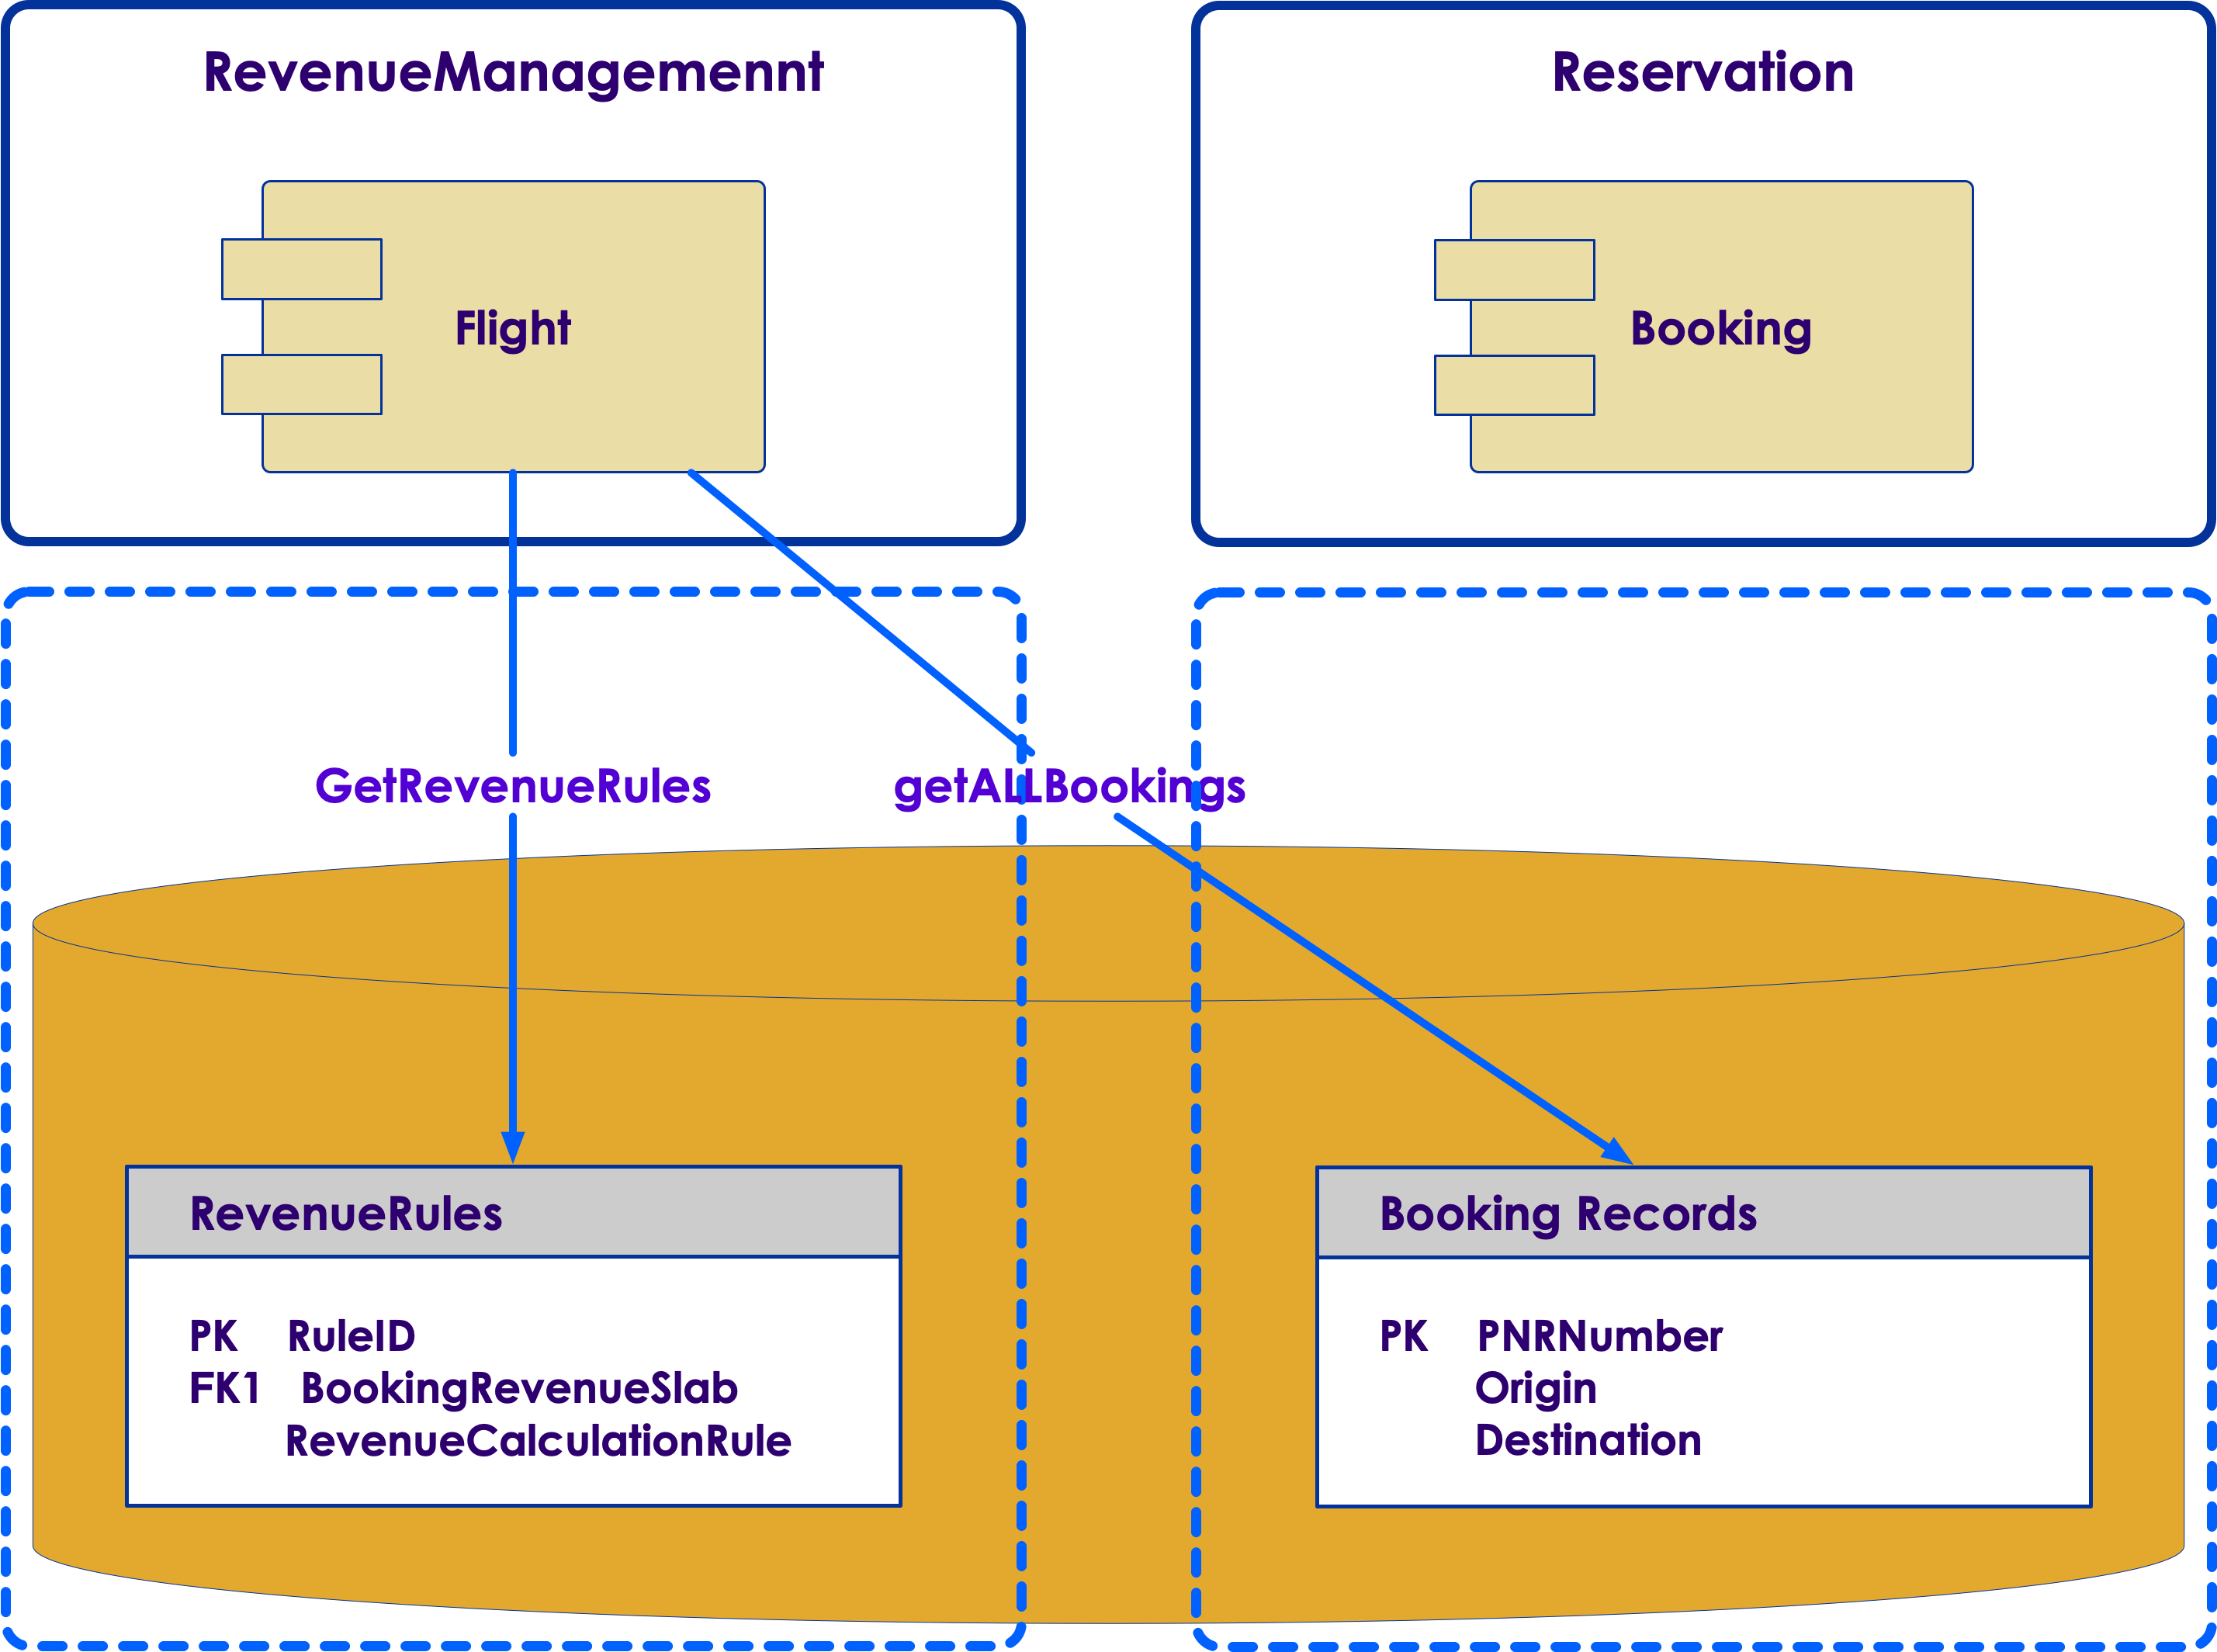 RevenueManagemennt
Reservation
Flight
Booking
GetRevenueRules
getALLBookings
RevenueRules
PK RuleID
FK1 BookingRevenueSlab
RevenueCalculationRule
Booking Records
PK PNRNumber
Origin
Destination